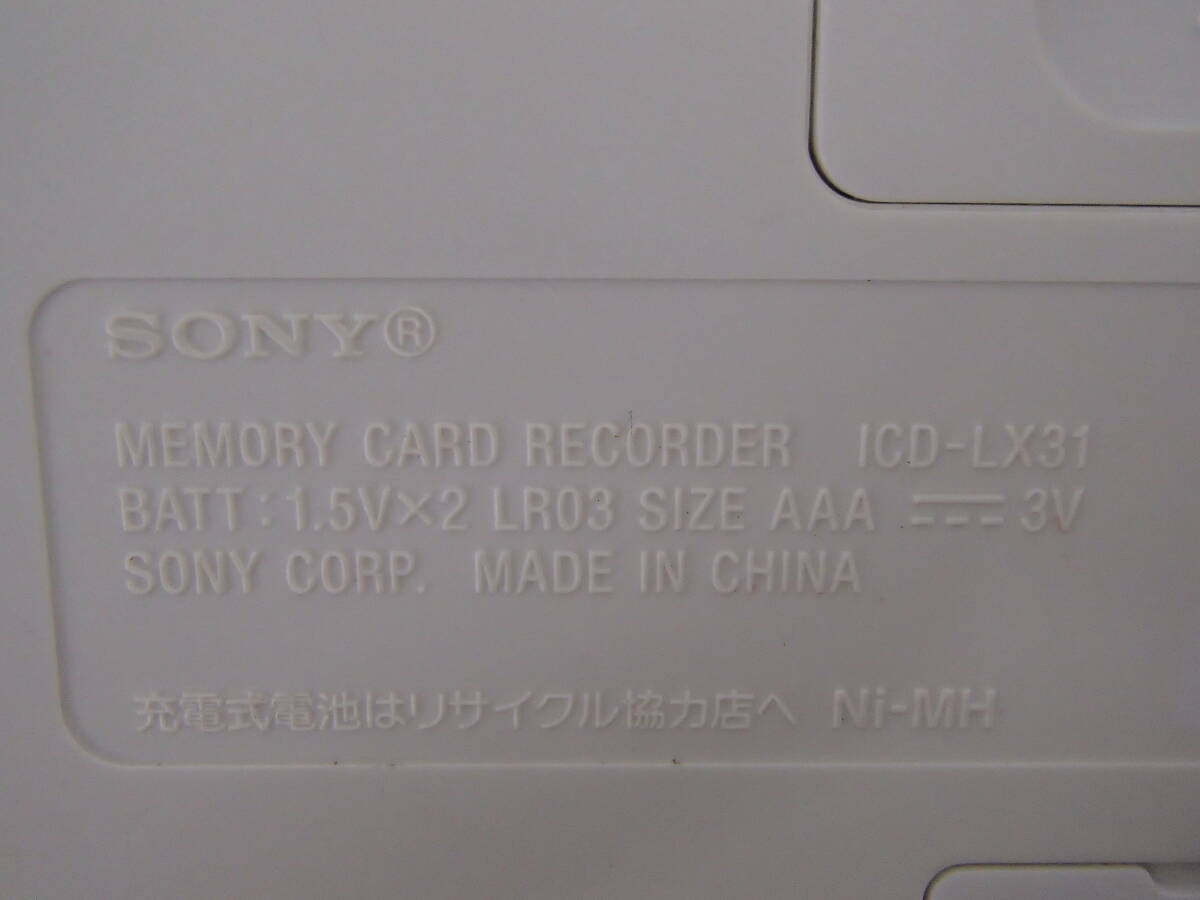 SONY®
MEMORY CARD RECORDER ICD-LX31
BATT:1.5V×2 LR03 SIZE AAA ⎓ 3V
SONY CORP. MADE IN CHINA
充電式電池はリサイクル協力店へ Ni-MH